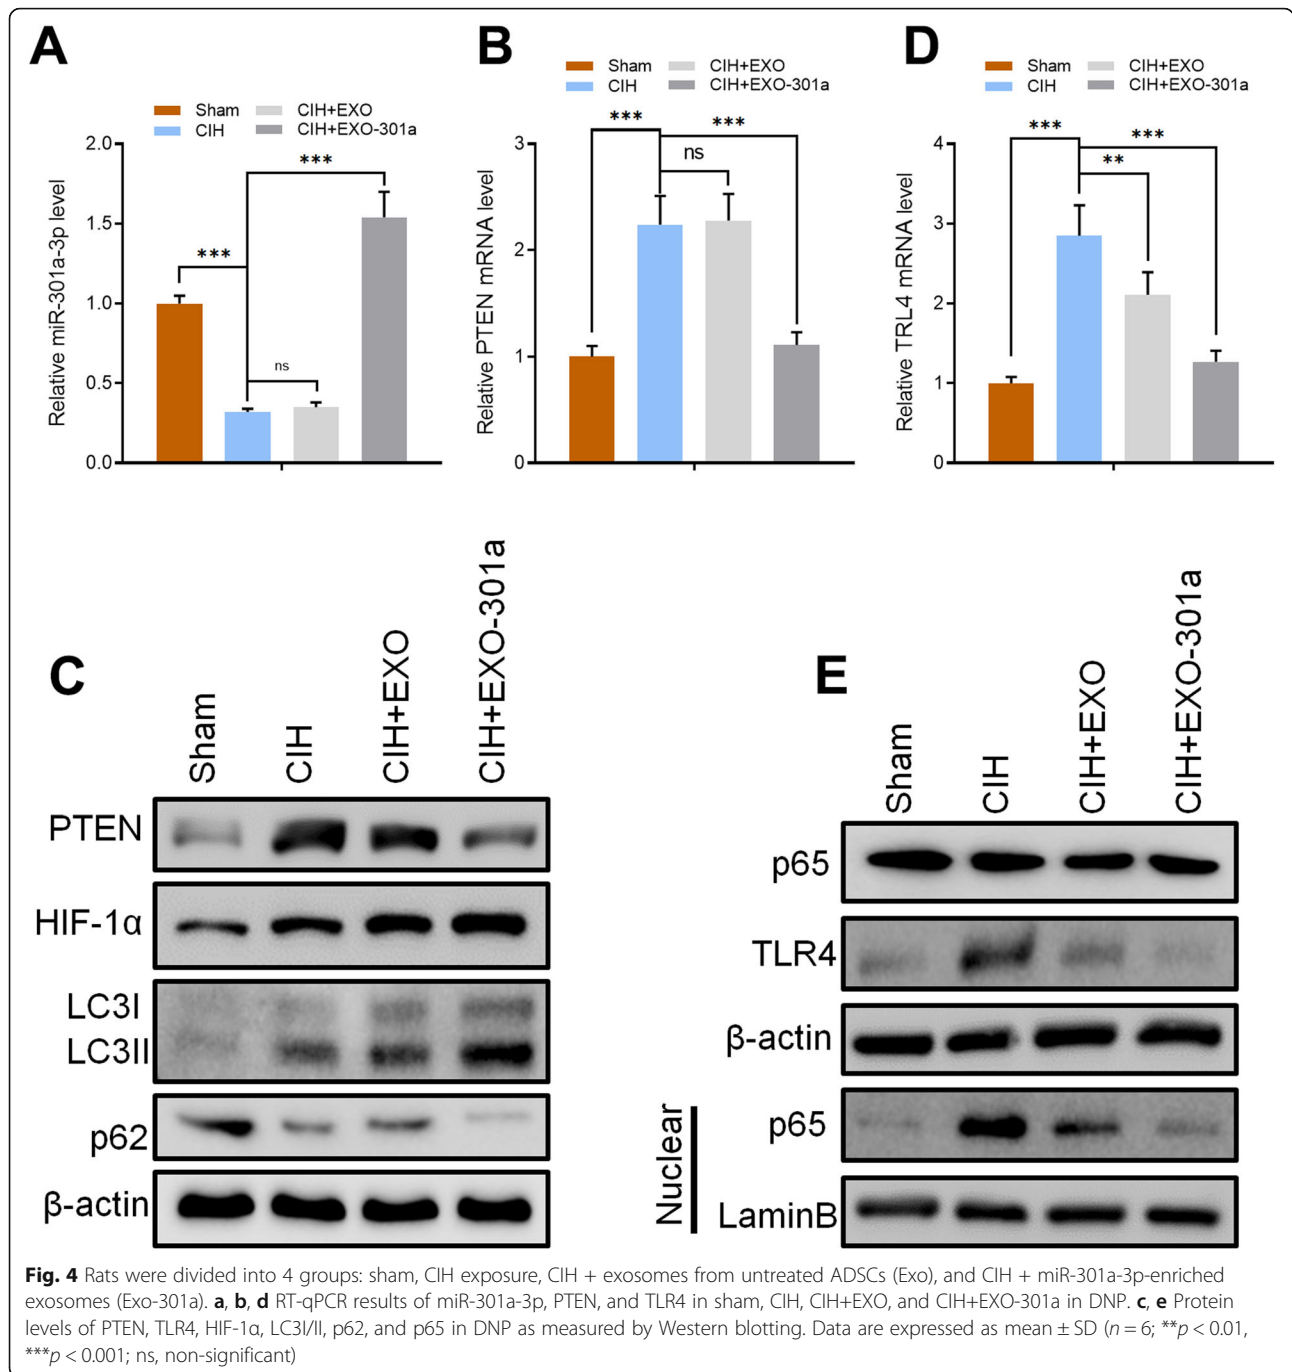 A
Sham
CIH+EXO
CIH
CIH+EXO-301a
Relative miR-301a-3p level
2.0
1.5
1.0
0.5
0.0
***
***
ns
B
Sham
CIH+EXO
CIH
CIH+EXO-301a
Relative PTEN mRNA level
3
2
1
0
***
***
ns
D
Sham
CIH+EXO
CIH
CIH+EXO-301a
Relative TRL4 mRNA level
4
3
2
1
0
***
***
**
C
Sham
CIH
CIH+EXO
CIH+EXO-301a
PTEN
HIF-1α
LC3I
LC3II
p62
β-actin
E
Sham
CIH
CIH+EXO
CIH+EXO-301a
p65
TLR4
β-actin
Nuclear
p65
LaminB
Fig. 4 Rats were divided into 4 groups: sham, CIH exposure, CIH + exosomes from untreated ADSCs (Exo), and CIH + miR-301a-3p-enriched
exosomes (Exo-301a). a, b, d RT-qPCR results of miR-301a-3p, PTEN, and TLR4 in sham, CIH, CIH+EXO, and CIH+EXO-301a in DNP. c, e Protein
levels of PTEN, TLR4, HIF-1α, LC3I/II, p62, and p65 in DNP as measured by Western blotting. Data are expressed as mean ± SD (n = 6; **p < 0.01,
***p < 0.001; ns, non-significant)